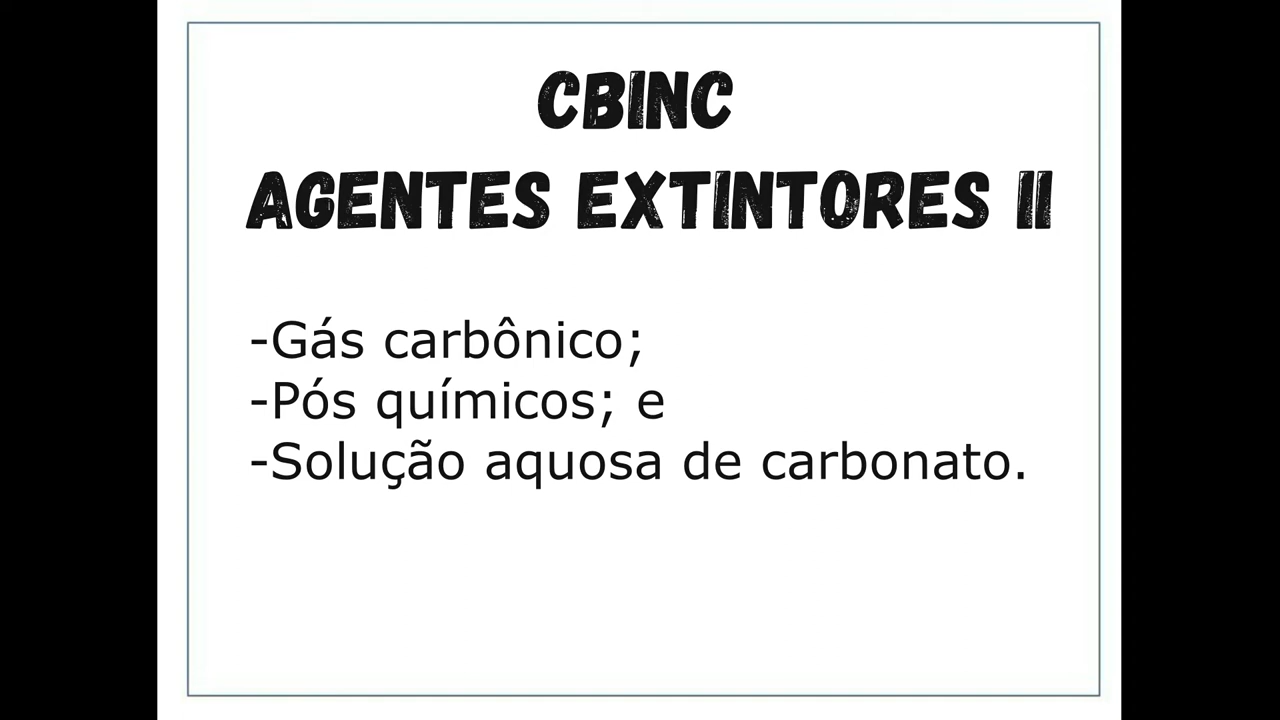 CBINC
AGENTES EXTINTORES II
-Gás carbônico;
-Pós químicos; e
-Solução aquosa de carbonato.